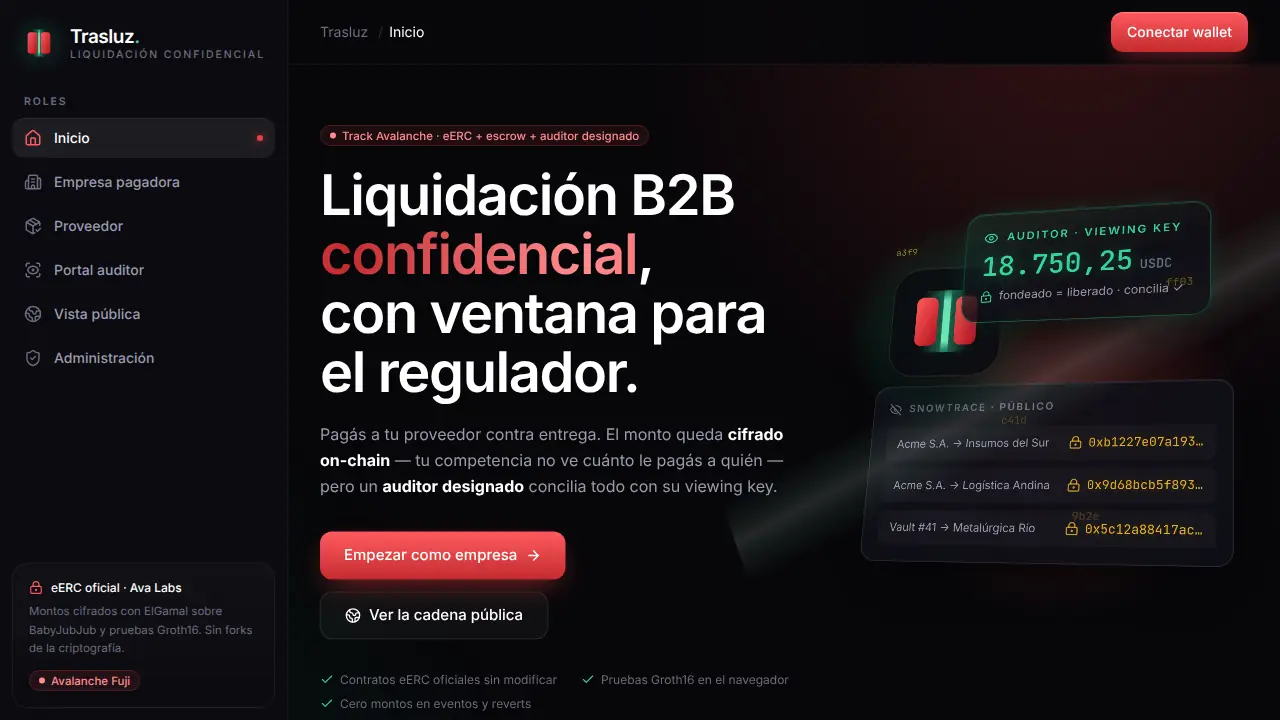 Trasluz.
LIQUIDACIÓN CONFIDENCIAL
ROLES
Inicio
Empresa pagadora
Proveedor
Portal auditor
Vista pública
Administración
eERC oficial · Ava Labs
Montos cifrados con ElGamal sobre
BabyJubJub y pruebas Groth16. Sin forks
de la criptografía.
Avalanche Fuji
Trasluz / Inicio
Conectar wallet
Track Avalanche · eERC + escrow + auditor designado
Liquidación B2B
confidencial,
con ventana para
el regulador.
Pagás a tu proveedor contra entrega. El monto queda cifrado
on-chain — tu competencia no ve cuánto le pagás a quién —
pero un auditor designado concilia todo con su viewing key.
Empezar como empresa →
Ver la cadena pública
✓ Contratos eERC oficiales sin modificar
✓ Pruebas Groth16 en el navegador
✓ Cero montos en eventos y reverts
a3f9
AUDITOR · VIEWING KEY
18.750,25 USDC
ff03
fondeado = liberado · concilia ✓
SNOWTRACE · PÚBLICO
c41d
Acme S.A. → Insumos del Sur 0xb1227e07a193…
Acme S.A. → Logística Andina 0x9d68bcb5f893…
9b2e
Vault #41 → Metalúrgica Río 0x5c12a88417ac…